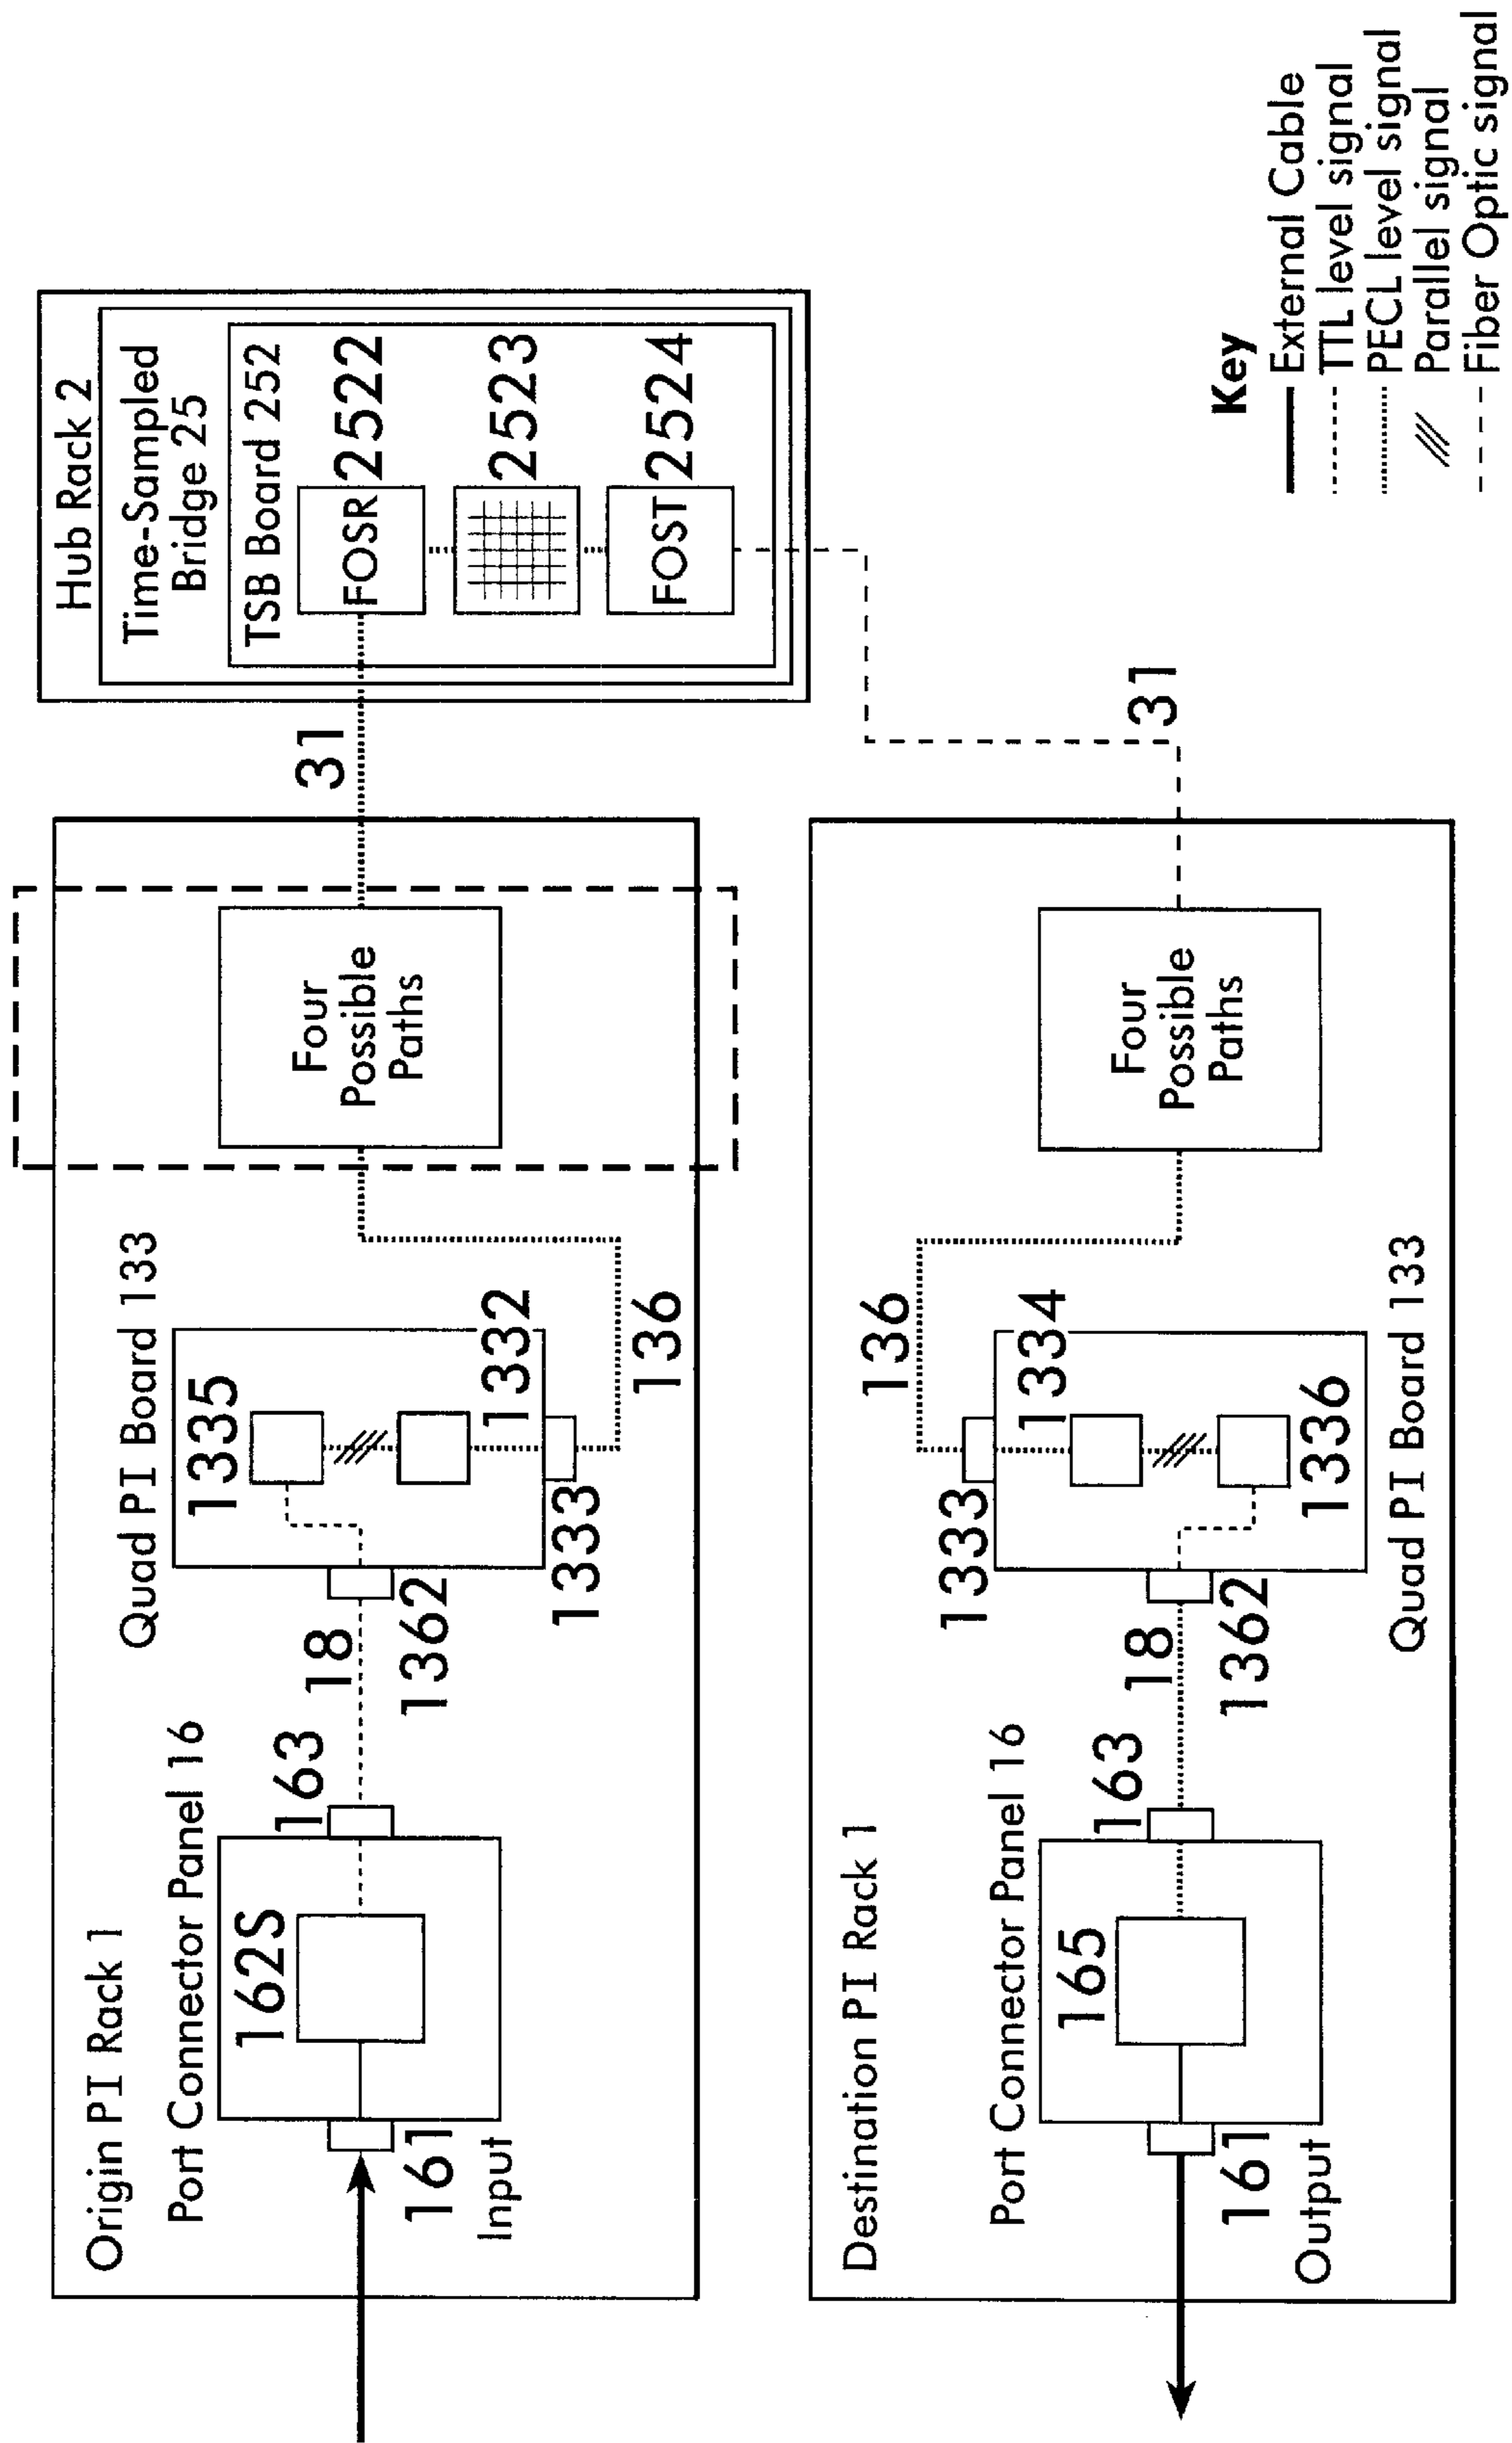 Origin PI Rack 1
Port Connector Panel 16
162S
163
161
Input
18
Quad PI Board 133
1335
1332
1362
1333
136
Four
Possible
Paths
31
Hub Rack 2
Time-Sampled
Bridge 25
TSB Board 252
FOSR
2522
2523
FOST
2524
Destination PI Rack 1
Port Connector Panel 16
165
163
161
Output
18
1333
136
1334
1362
1336
Quad PI Board 133
Four
Possible
Paths
31
Key
External Cable
TTL level signal
PECL level signal
Parallel signal
Fiber Optic signal